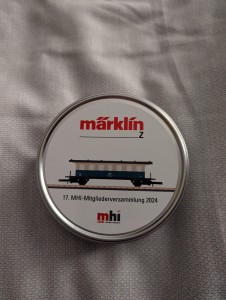 märklin
Z
17. MHI-Mitgliederversammlung 2024
mhi